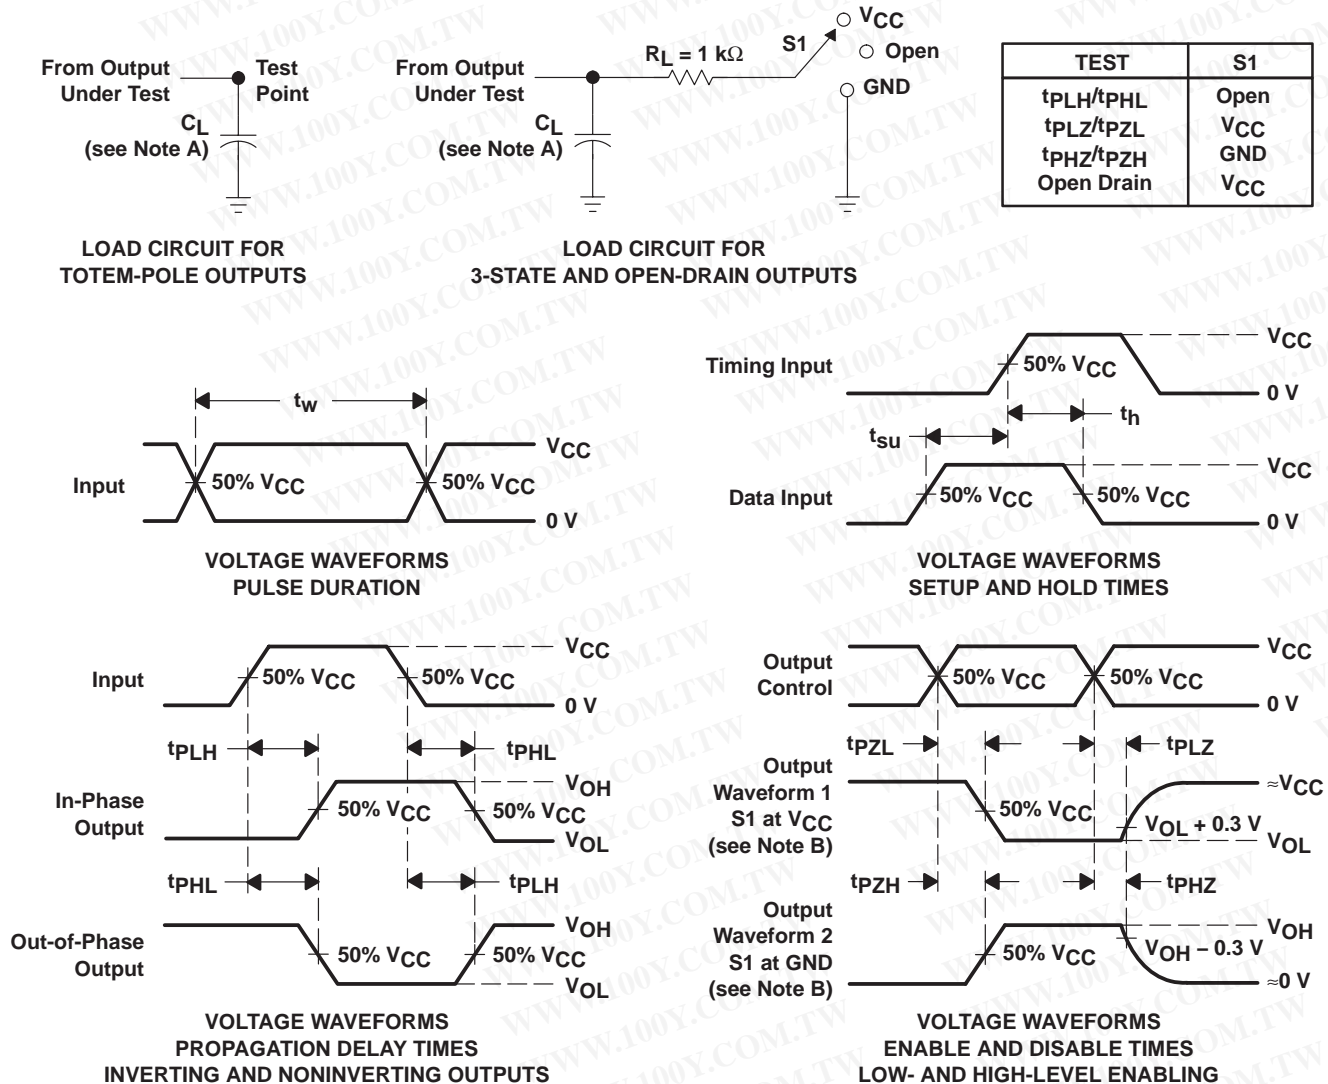 From Output
Under Test
Test
Point
CL
(see Note A)
LOAD CIRCUIT FOR
TOTEM-POLE OUTPUTS
From Output
Under Test
RL = 1 kΩ
S1
VCC
Open
GND
CL
(see Note A)
LOAD CIRCUIT FOR
3-STATE AND OPEN-DRAIN OUTPUTS
TEST S1
tPLH/tPHL Open
tPLZ/tPZL VCC
tPHZ/tPZH GND
Open Drain VCC
tw
Input
50% VCC
50% VCC
VCC
0 V
VOLTAGE WAVEFORMS
PULSE DURATION
Timing Input
50% VCC
VCC
0 V
tsu
th
Data Input
50% VCC
50% VCC
VCC
0 V
VOLTAGE WAVEFORMS
SETUP AND HOLD TIMES
Input
50% VCC
50% VCC
VCC
0 V
tPLH
tPHL
In-Phase
Output
50% VCC
50% VCC
VOH
VOL
tPHL
tPLH
Out-of-Phase
Output
50% VCC
50% VCC
VOH
VOL
VOLTAGE WAVEFORMS
PROPAGATION DELAY TIMES
INVERTING AND NONINVERTING OUTPUTS
Output
Control
50% VCC
50% VCC
VCC
0 V
tPZL
tPLZ
Output
Waveform 1
S1 at VCC
(see Note B)
50% VCC
VOL + 0.3 V
≈VCC
VOL
tPZH
tPHZ
Output
Waveform 2
S1 at GND
(see Note B)
50% VCC
VOH − 0.3 V
VOH
≈0 V
VOLTAGE WAVEFORMS
ENABLE AND DISABLE TIMES
LOW- AND HIGH-LEVEL ENABLING
WWW.100Y.COM.TW